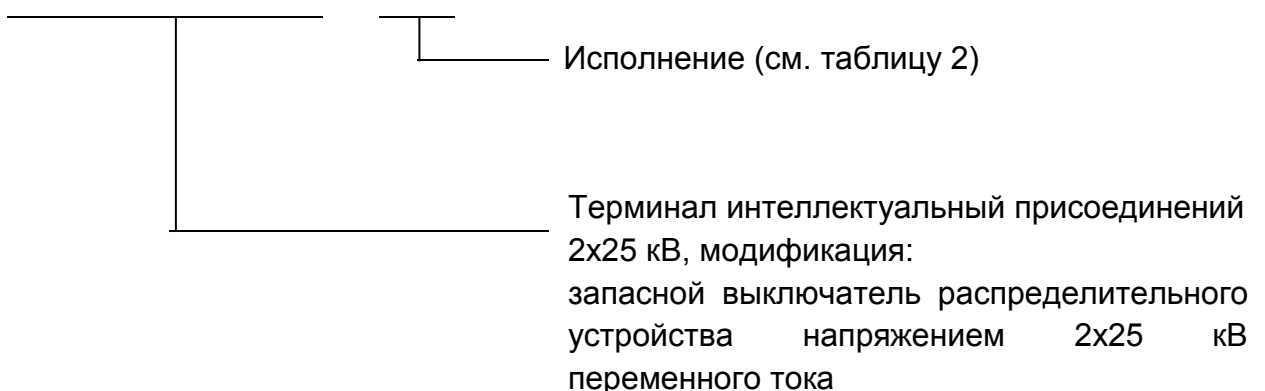 Исполнение (см. таблицу 2)
Терминал интеллектуальный присоединений
2х25 кВ, модификация:
запасной выключатель распределительного
устройства напряжением 2х25 кВ
переменного тока